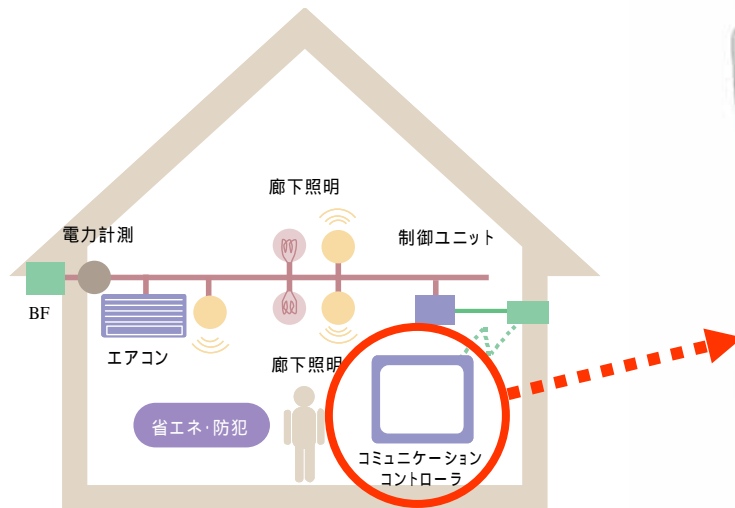 廊下照明
電力計測
制御ユニット
BF
エアコン
廊下照明
省エネ・防犯
コミュニケーション
コントローラ